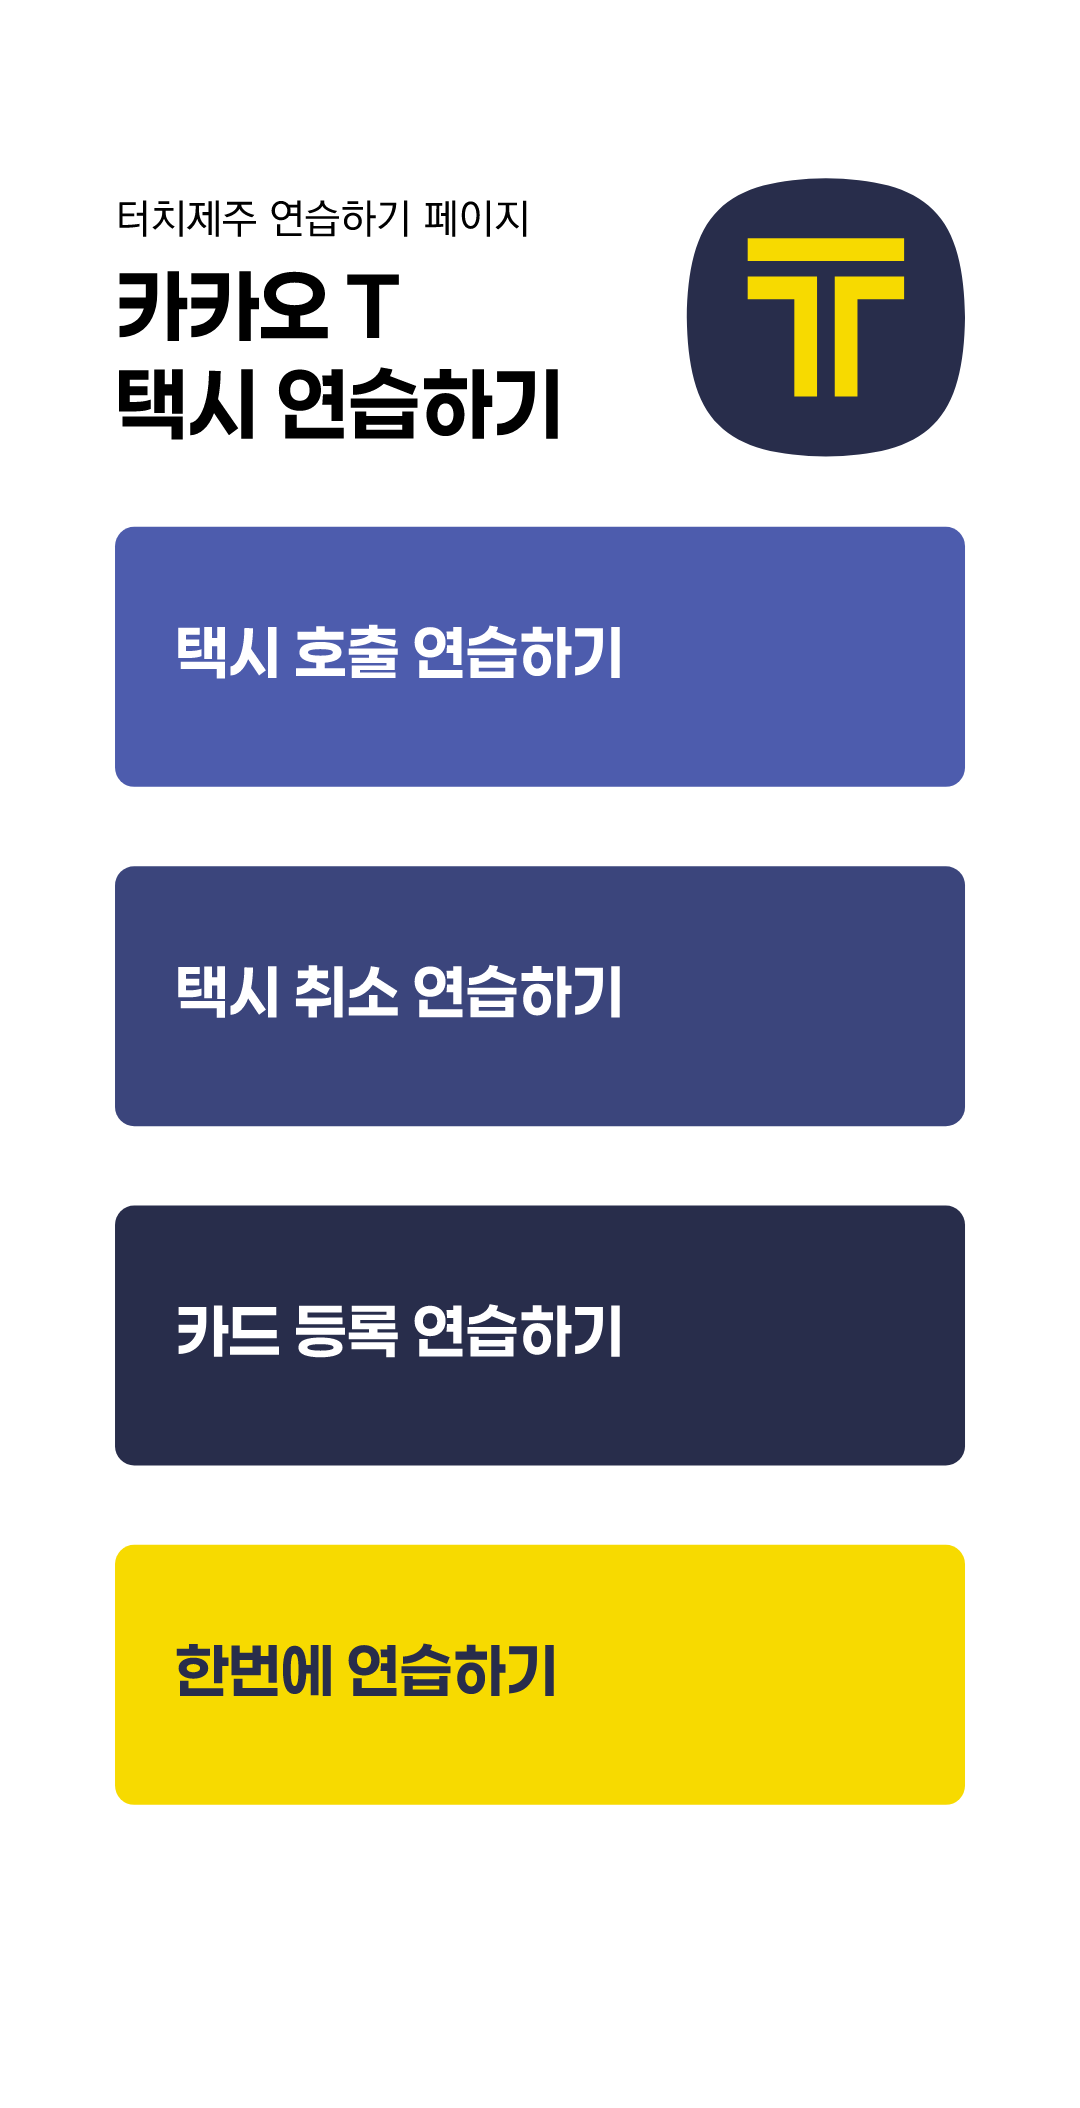 터치제주 연습하기 페이지
카카오 T
택시 연습하기
택시 호출 연습하기
택시 취소 연습하기
카드 등록 연습하기
한번에 연습하기